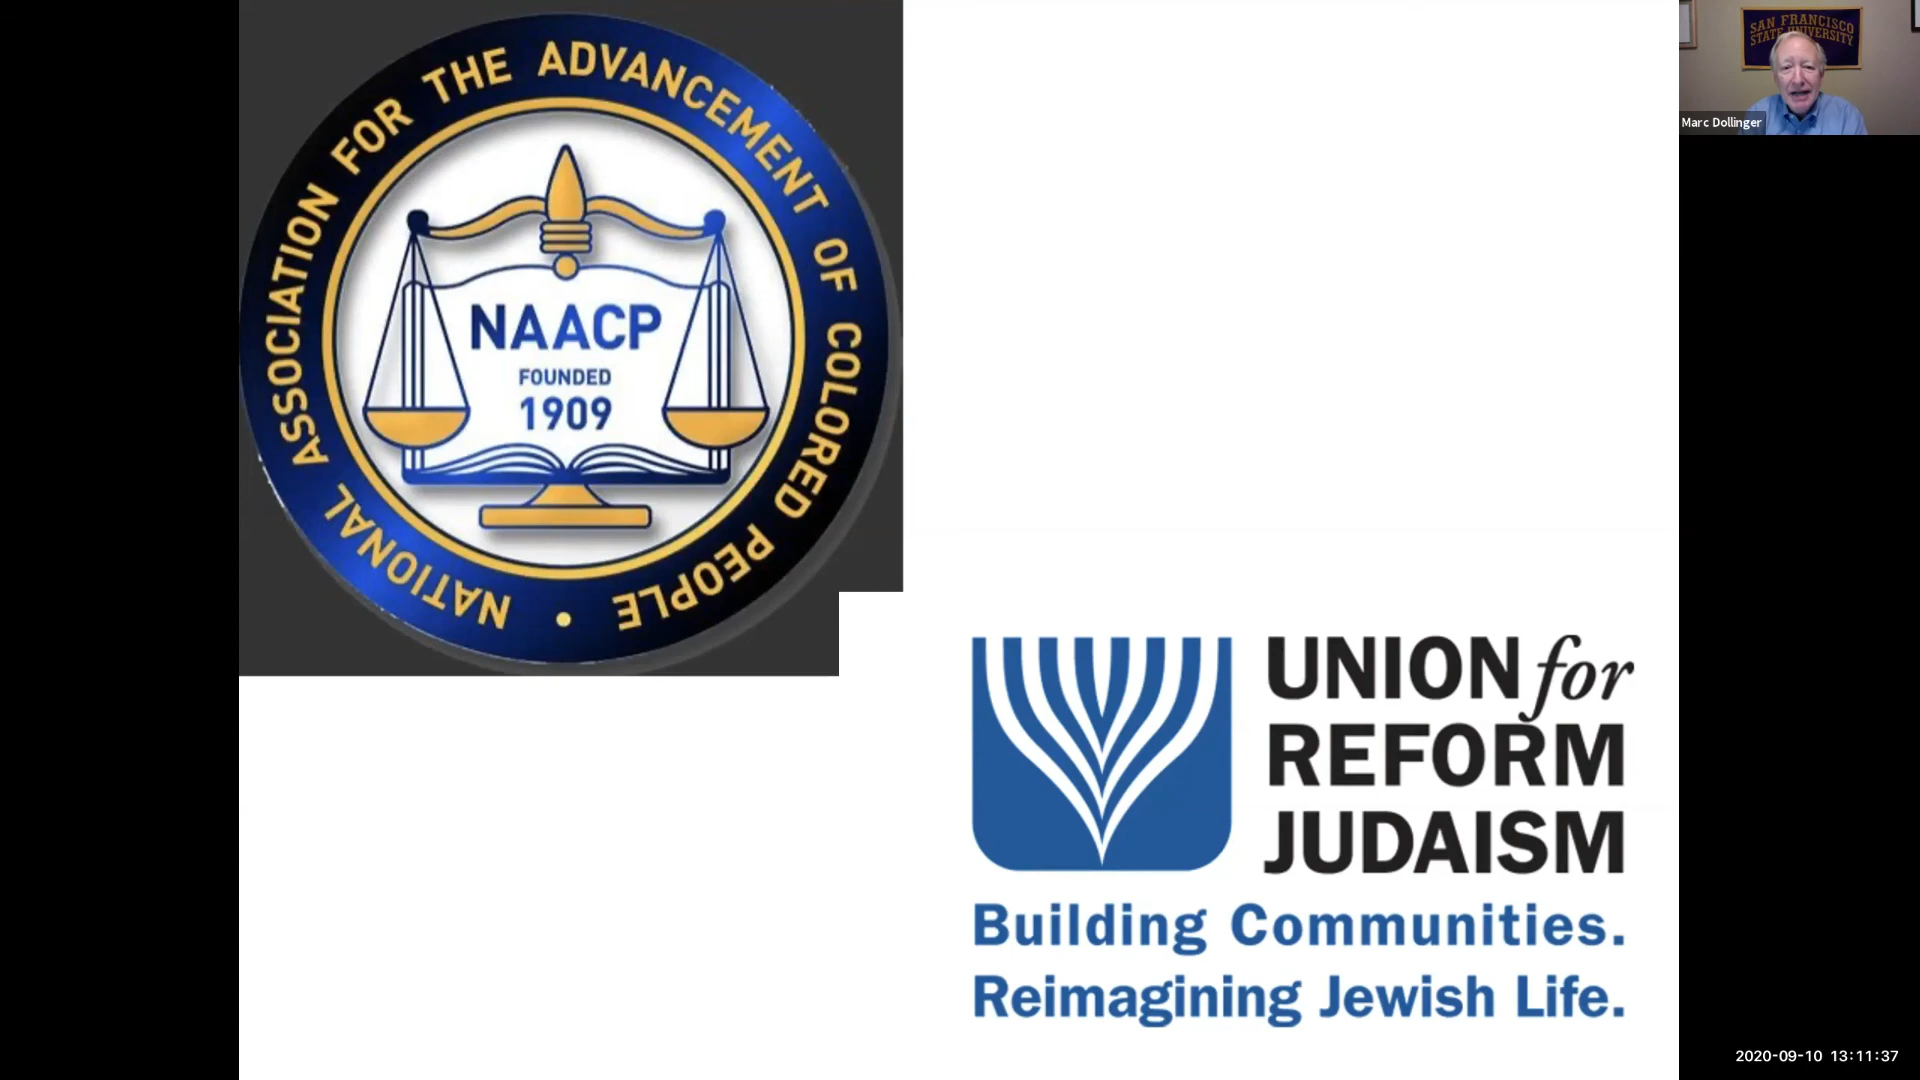 NATIONAL ASSOCIATION FOR THE ADVANCEMENT OF COLORED PEOPLE •
NAACP
FOUNDED
1909
UNION for
REFORM
JUDAISM
Building Communities.
Reimagining Jewish Life.
SAN FRANCISCO
STATE UNIVERSITY
Marc Dollinger
2020-09-10 13:11:37